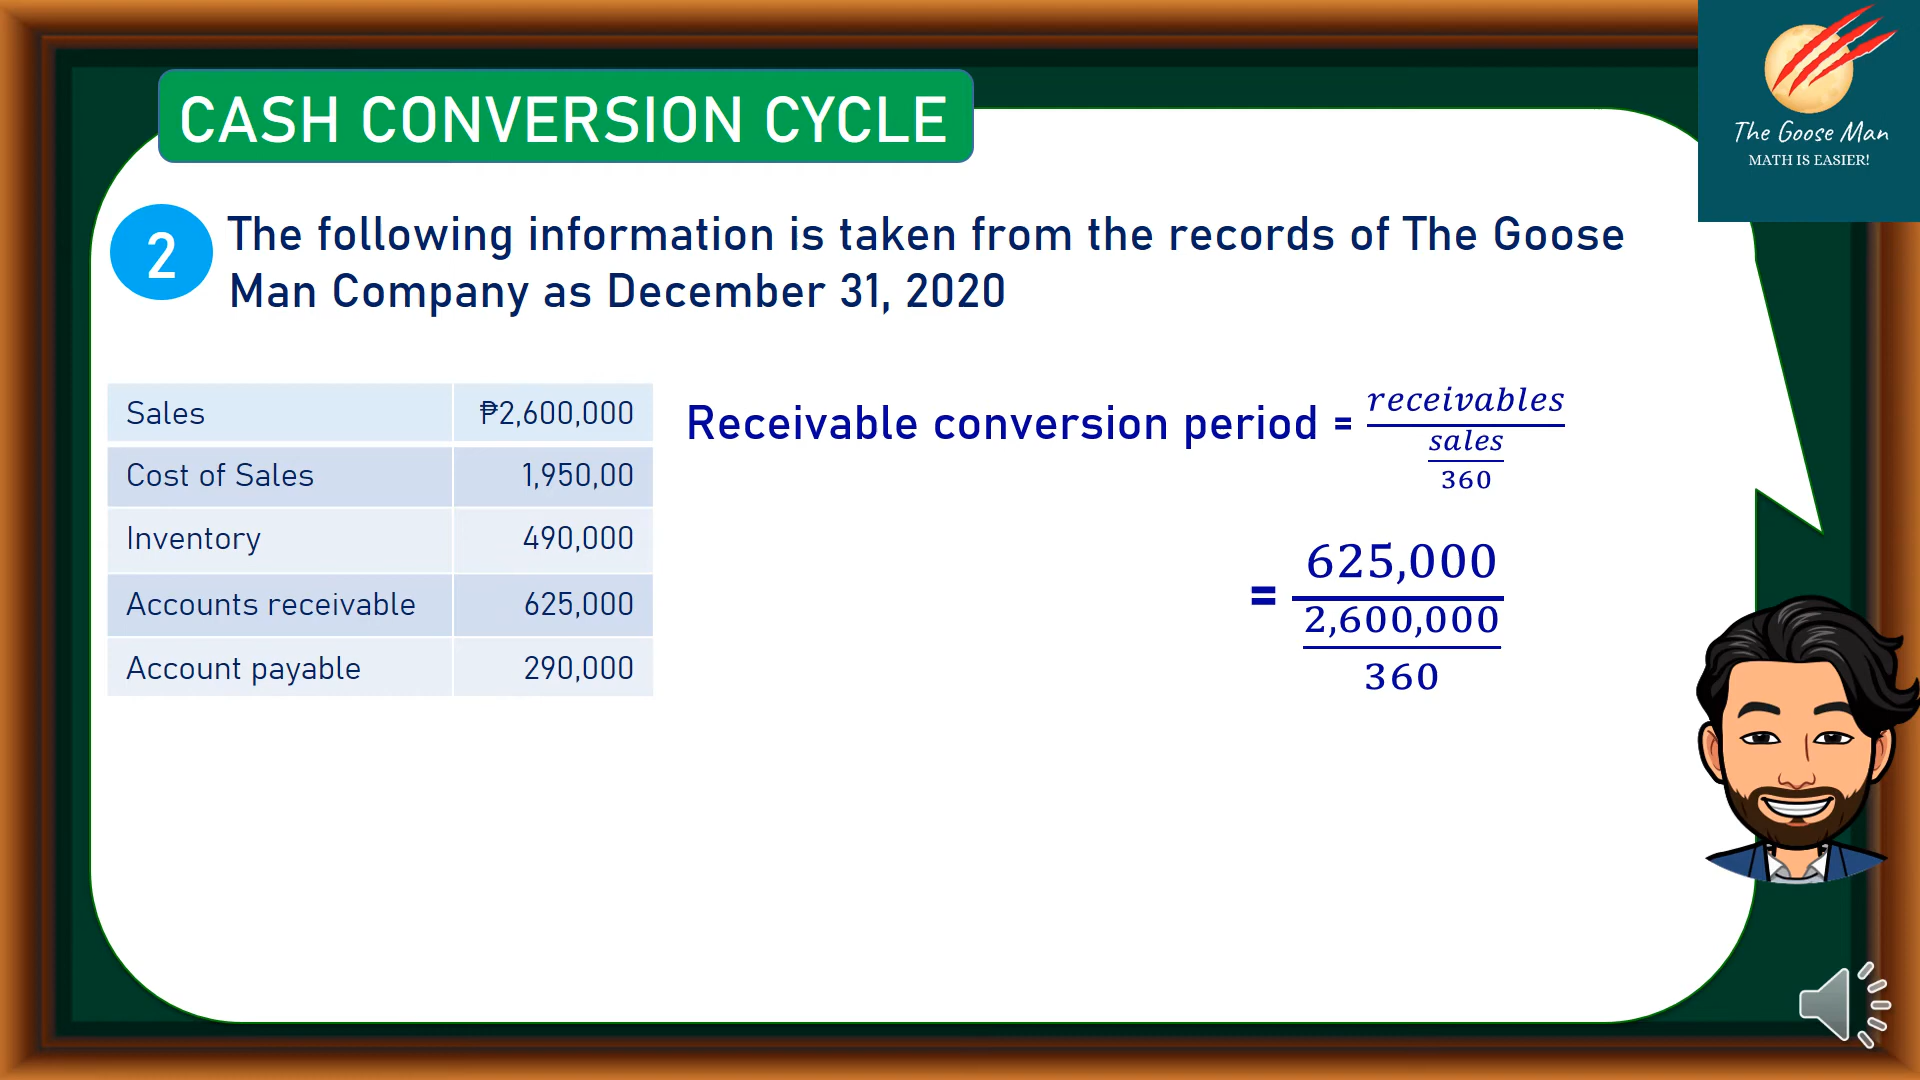 CASH CONVERSION CYCLE
The Goose Man
MATH IS EASIER!
2
The following information is taken from the records of The Goose
Man Company as December 31, 2020
Sales ₱2,600,000
Cost of Sales 1,950,00
Inventory 490,000
Accounts receivable 625,000
Account payable 290,000
Receivable conversion period =
receivables
sales
360
=
625,000
2,600,000
360